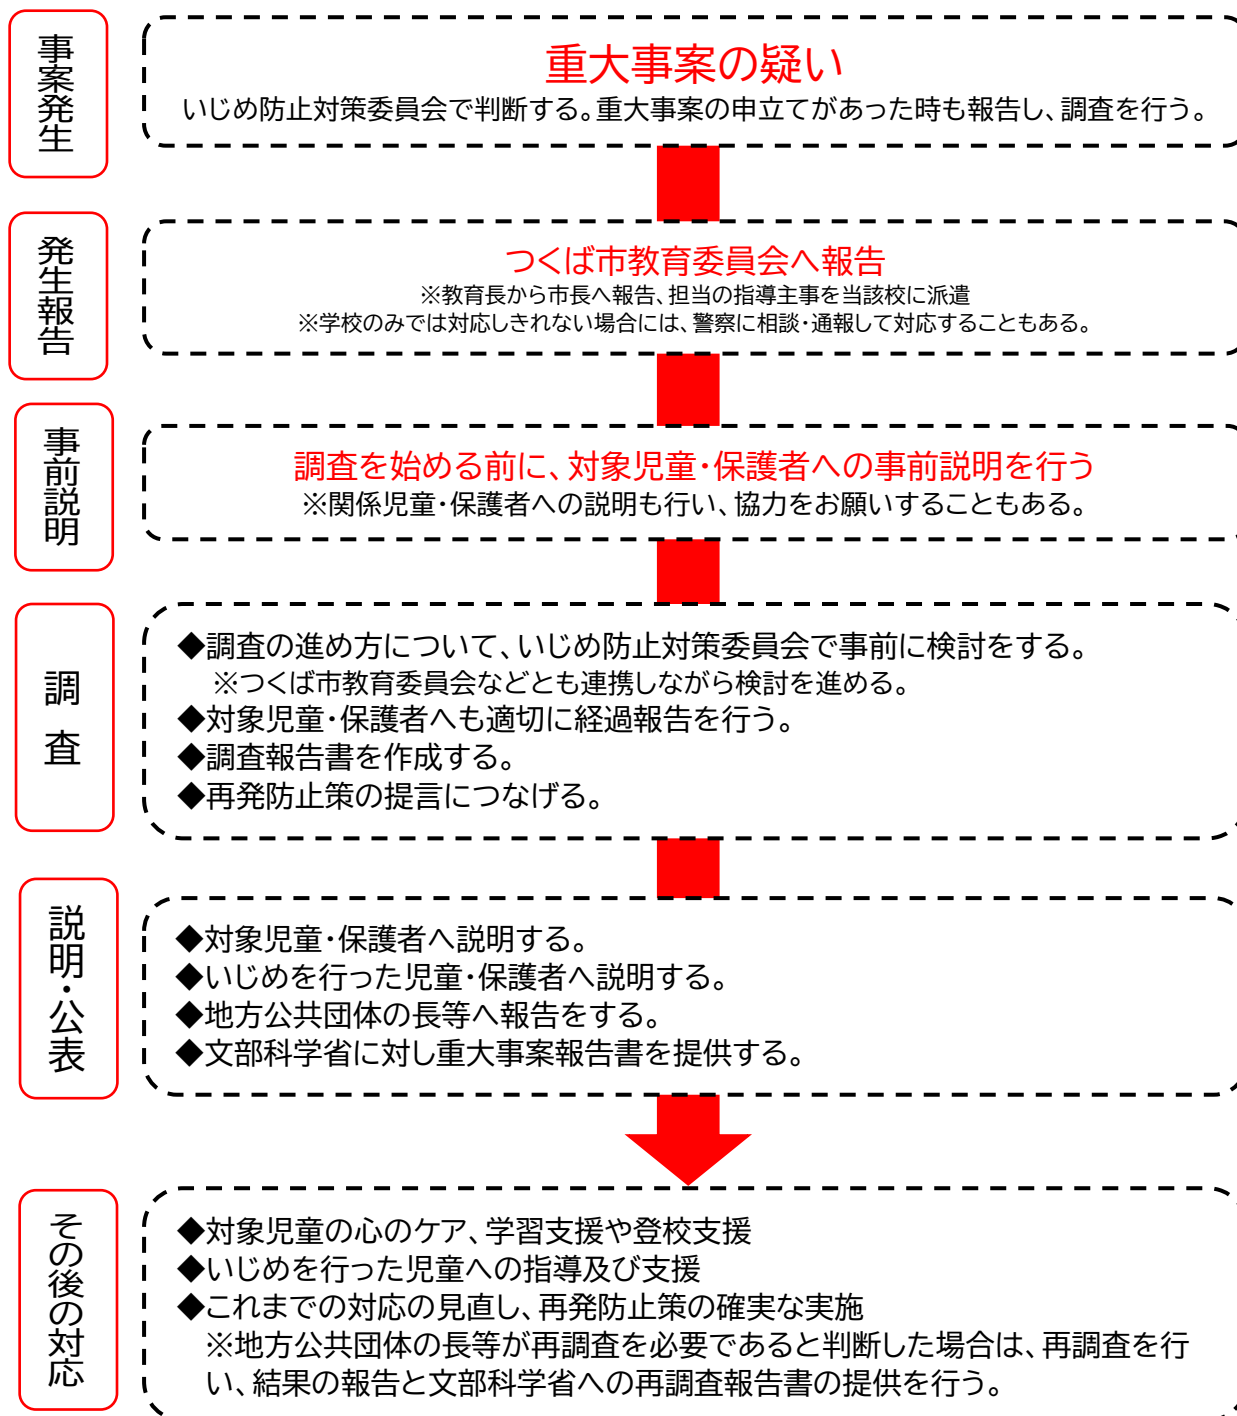 事案発生
重大事案の疑い
いじめ防止対策委員会で判断する。重大事案の申立てがあった時も報告し、調査を行う。
発生報告
つくば市教育委員会へ報告
※教育長から市長へ報告、担当の指導主事を当該校に派遣
※学校のみでは対応しきれない場合には、警察に相談・通報して対応することもある。
事前説明
調査を始める前に、対象児童・保護者への事前説明を行う
※関係児童・保護者への説明も行い、協力をお願いすることもある。
調査
◆調査の進め方について、いじめ防止対策委員会で事前に検討をする。
※つくば市教育委員会などとも連携しながら検討を進める。
◆対象児童・保護者へも適切に経過報告を行う。
◆調査報告書を作成する。
◆再発防止策の提言につなげる。
説明・公表
◆対象児童・保護者へ説明する。
◆いじめを行った児童・保護者へ説明する。
◆地方公共団体の長等へ報告をする。
◆文部科学省に対し重大事案報告書を提供する。
その後の対応
◆対象児童の心のケア、学習支援や登校支援
◆いじめを行った児童への指導及び支援
◆これまでの対応の見直し、再発防止策の確実な実施
※地方公共団体の長等が再調査を必要であると判断した場合は、再調査を行
い、結果の報告と文部科学省への再調査報告書の提供を行う。